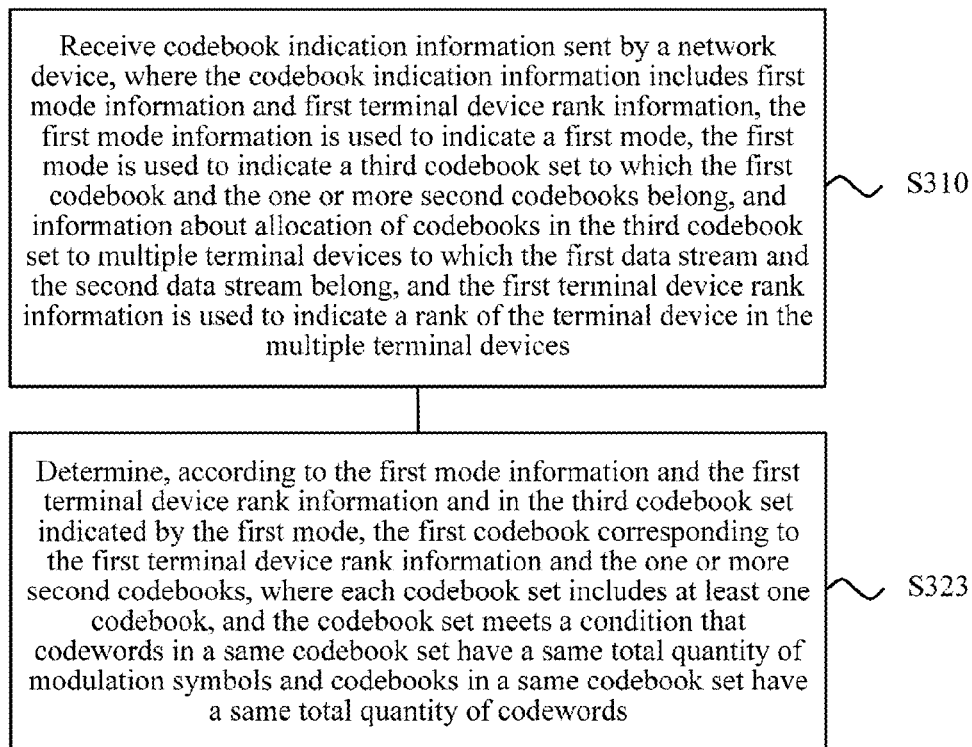 Receive codebook indication information sent by a network
device, where the codebook indication information includes first
mode information and first terminal device rank information, the
first mode information is used to indicate a first mode, the first
mode is used to indicate a third codebook set to which the first
codebook and the one or more second codebooks belong, and
information about allocation of codebooks in the third codebook
set to multiple terminal devices to which the first data stream and
the second data stream belong, and the first terminal device rank
information is used to indicate a rank of the terminal device in the
multiple terminal devices
S310
Determine, according to the first mode information and the first
terminal device rank information and in the third codebook set
indicated by the first mode, the first codebook corresponding to
the first terminal device rank information and the one or more
second codebooks, where each codebook set includes at least one
codebook, and the codebook set meets a condition that
codewords in a same codebook set have a same total quantity of
modulation symbols and codebooks in a same codebook set have
a same total quantity of codewords
S323